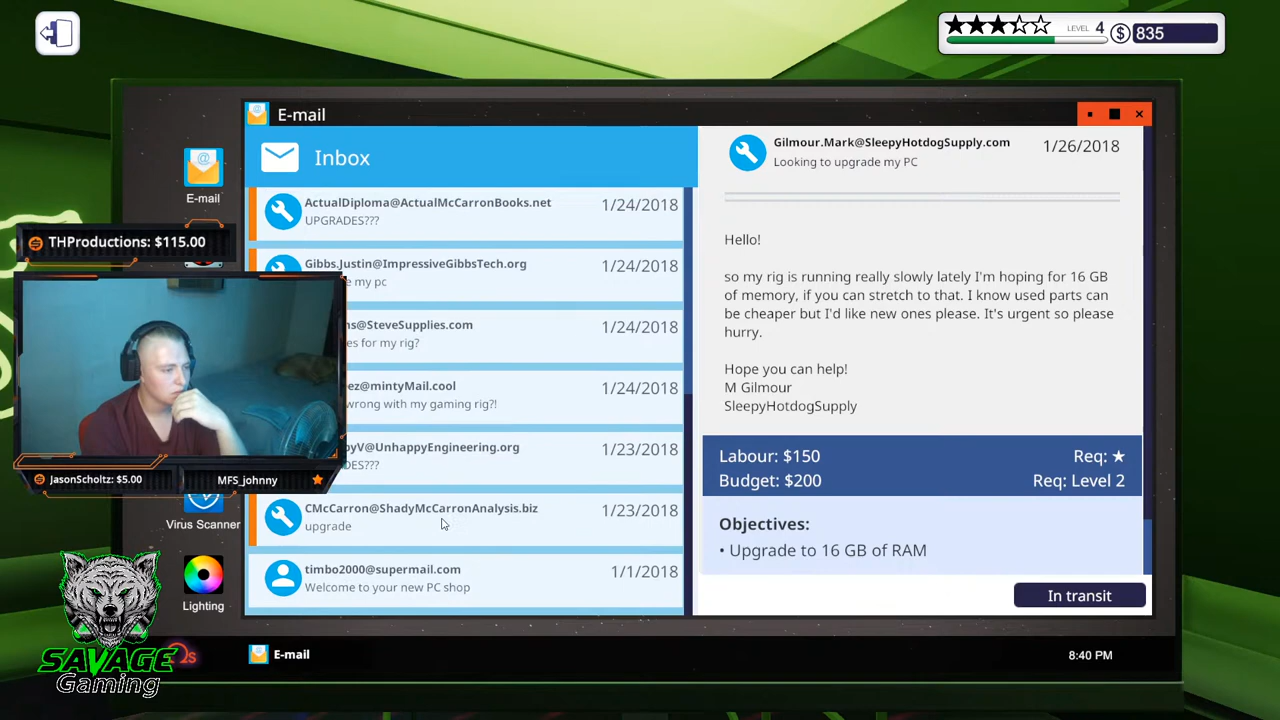 LEVEL 4
$ 835
E-mail
Inbox
ActualDiploma@ActualMcCarronBooks.net
1/24/2018
UPGRADES???
Gibbs.Justin@ImpressiveGibbsTech.org
1/24/2018
my pc
@SteveSupplies.com
1/24/2018
for my rig?
@mintyMail.cool
1/24/2018
wrong with my gaming rig?!
@UnhappyEngineering.org
1/23/2018
CMcCarron@ShadyMcCarronAnalysis.biz
1/23/2018
upgrade
timbo2000@supermail.com
1/1/2018
Welcome to your new PC shop
Gilmour.Mark@SleepyHotdogSupply.com
1/26/2018
Looking to upgrade my PC
Hello!
so my rig is running really slowly lately I'm hoping for 16 GB
of memory, if you can stretch to that. I know used parts can
be cheaper but I'd like new ones please. It's urgent so please
hurry.
Hope you can help!
M Gilmour
SleepyHotdogSupply
Labour: $150
Req: ★
Budget: $200
Req: Level 2
Objectives:
• Upgrade to 16 GB of RAM
In transit
E-mail
THProductions: $115.00
JasonScholtz: $5.00
MFS_johnny
Virus Scanner
Lighting
SAVAGE
Gaming
E-mail
8:40 PM